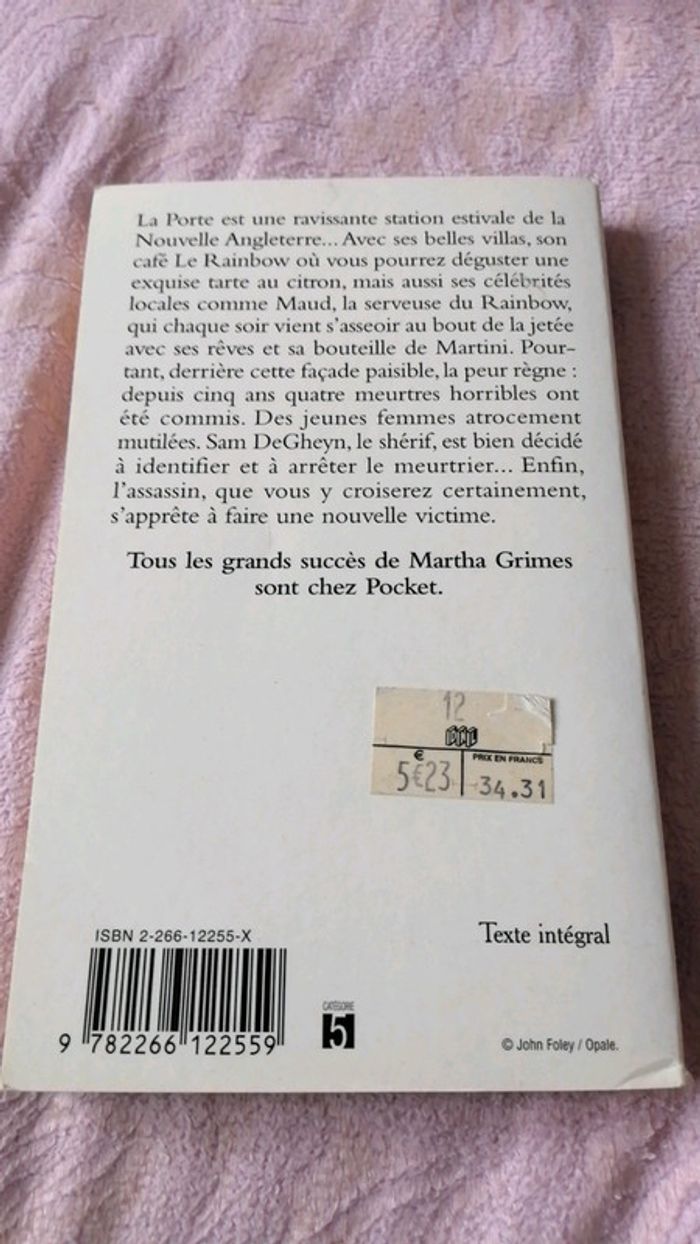 La Porte est une ravissante station estivale de la
Nouvelle Angleterre... Avec ses belles villas, son
café Le Rainbow où vous pourrez déguster une
exquise tarte au citron, mais aussi ses célébrités
locales comme Maud, la serveuse du Rainbow,
qui chaque soir vient s'asseoir au bout de la jetée
avec ses rêves et sa bouteille de Martini. Pour-
tant, derrière cette façade paisible, la peur règne :
depuis cinq ans quatre meurtres horribles ont
été commis. Des jeunes femmes atrocement
mutilées. Sam DeGheyn, le shérif, est bien décidé
à identifier et à arrêter le meurtrier... Enfin,
l'assassin, que vous y croiserez certainement,
s'apprête à faire une nouvelle victime.
Tous les grands succès de Martha Grimes
sont chez Pocket.
12
€
PRIX EN FRANCS
5€23
34.31
ISBN 2-266-12255-X
Texte intégral
9 782266 122559
CATÉGORIE
5
© John Foley / Opale.